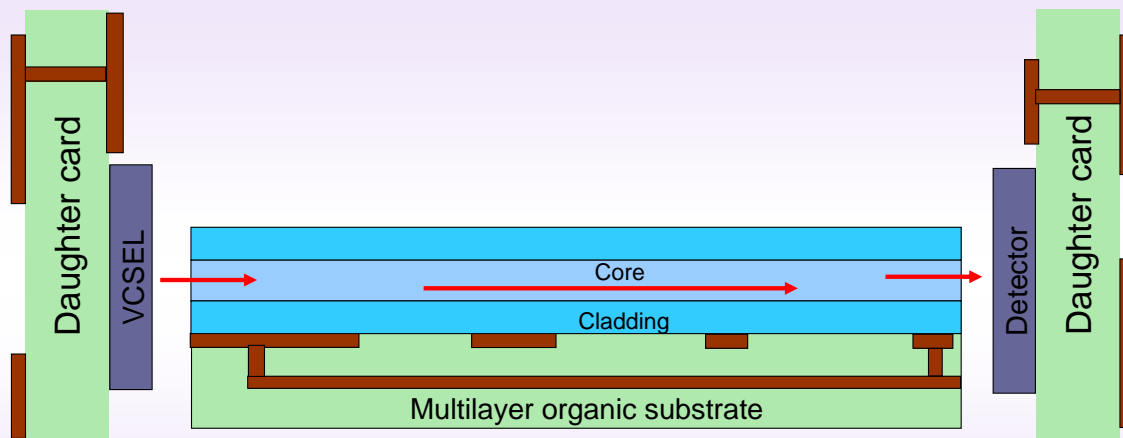 Daughter card
VCSEL
Core
Cladding
Multilayer organic substrate
Detector
Daughter card